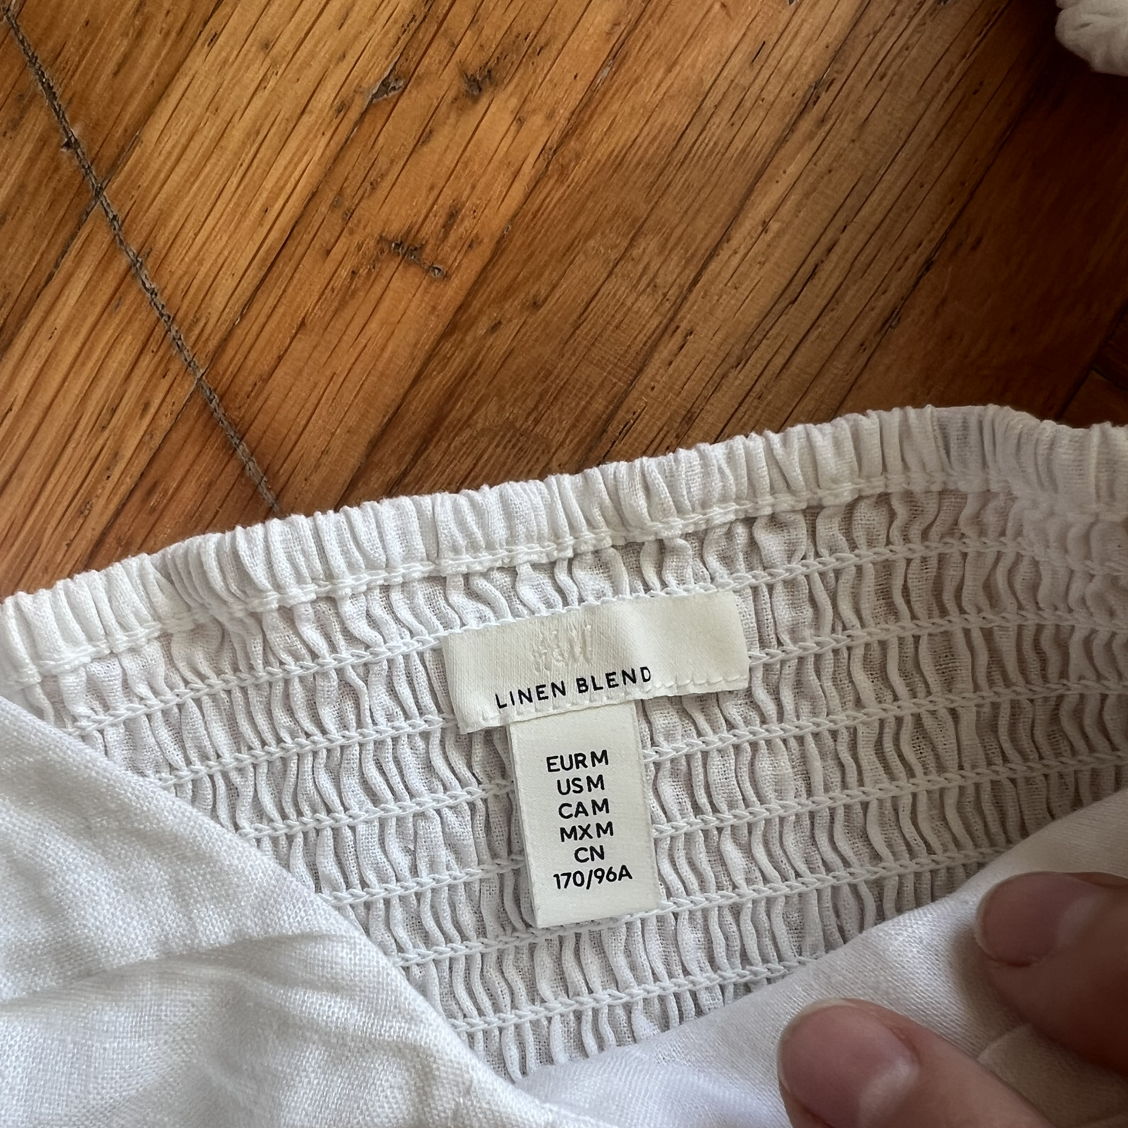 H&M
LINEN BLEND
EUR M
US M
CA M
MX M
CN
170/96A